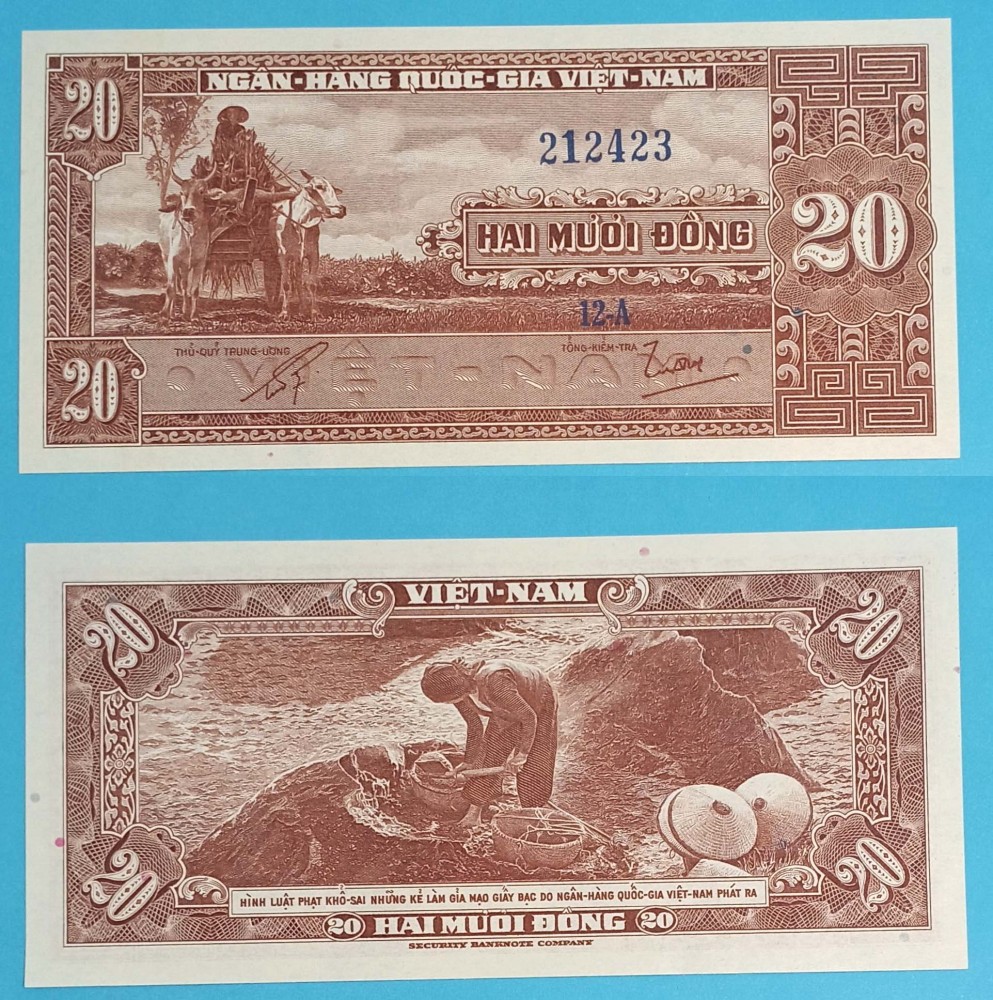 20
NGÂN-HÀNG QUỐC-GIA VIỆT-NAM
212423
HAI MƯƠI ĐỒNG
20
12-A
20
THỦ-QUỸ TRUNG-ƯƠNG
TỔNG-KIỂM-TRA
VIỆT-NAM
20
VIỆT-NAM
20
20
20
HÌNH LUẬT PHẠT KHỔ-SAI NHỮNG KẺ LÀM GIẢ MẠO GIẤY BẠC DO NGÂN-HÀNG QUỐC-GIA VIỆT-NAM PHÁT RA
20
20 HAI MƯƠI ĐỒNG 20
SECURITY BANKNOTE COMPANY